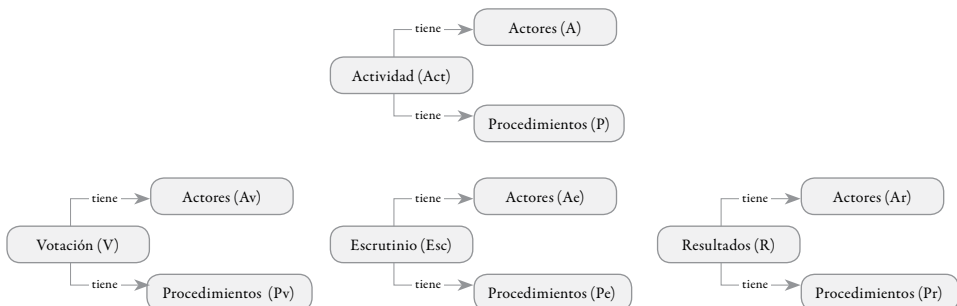 tiene
Actores (A)
Actividad (Act)
tiene
Procedimientos (P)
tiene
Actores (Av)
Votación (V)
tiene
Procedimientos (Pv)
tiene
Actores (Ae)
Escrutinio (Esc)
tiene
Procedimientos (Pe)
tiene
Actores (Ar)
Resultados (R)
tiene
Procedimientos (Pr)